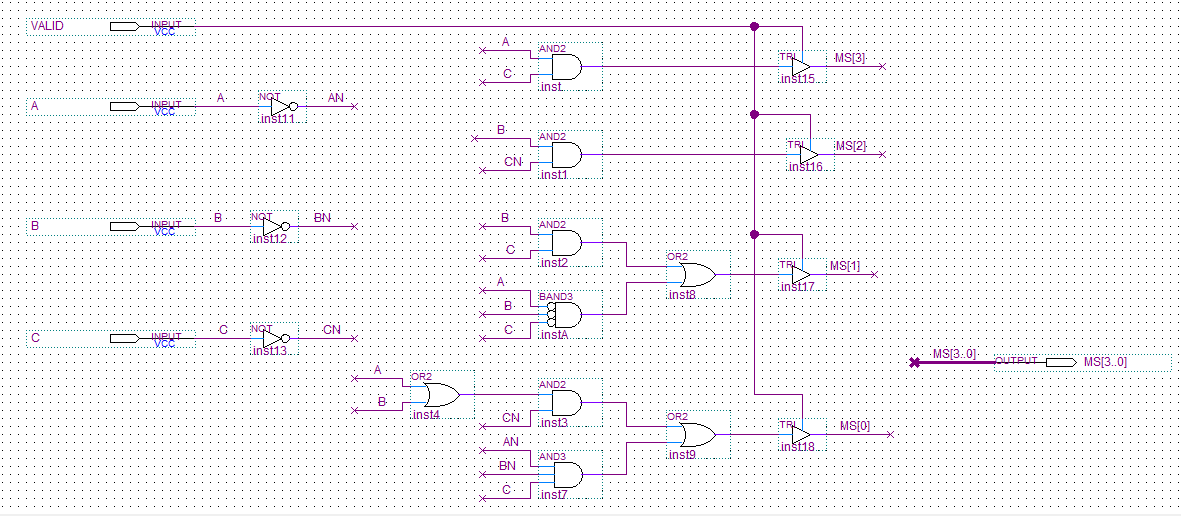 VALID INPUT VCC
A INPUT VCC A NOT inst11 AN
B INPUT VCC B NOT inst12 BN
C INPUT VCC C NOT inst13 CN
A
C
AND2
inst
TRI
inst15
MS[3]
B
CN
AND2
inst1
TRI
inst16
MS[2]
B
C
AND2
inst2
A
B
C
BAND3
instA
OR2
inst8
TRI
inst17
MS[1]
A
B
OR2
inst4
CN
AND2
inst3
AN
BN
C
AND3
inst7
OR2
inst9
TRI
inst18
MS[0]
MS[3..0] OUTPUT MS[3..0]